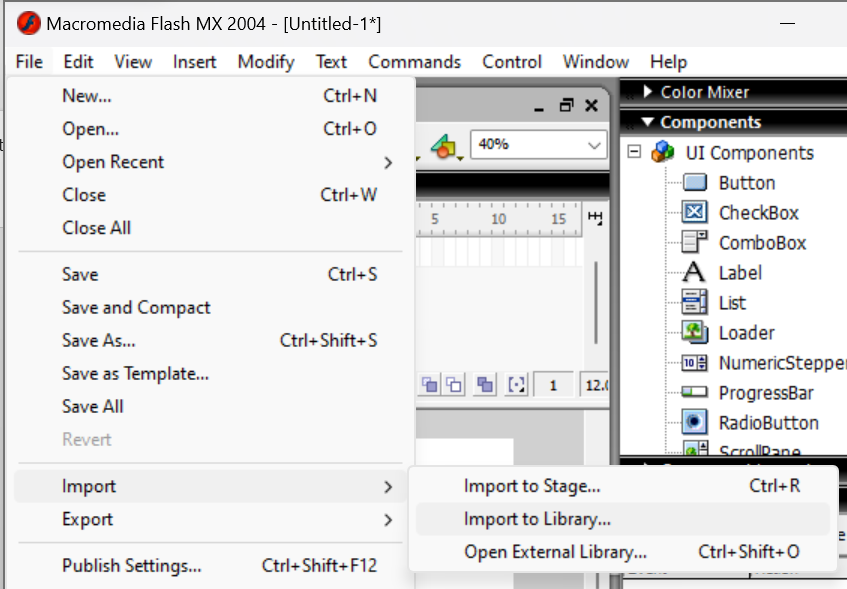 Macromedia Flash MX 2004 - [Untitled-1*]
File Edit View Insert Modify Text Commands Control Window Help
New... Ctrl+N
Open... Ctrl+O
Open Recent
Close Ctrl+W
Close All
Save Ctrl+S
Save and Compact
Save As... Ctrl+Shift+S
Save as Template...
Save All
Revert
Import
Export
Publish Settings... Ctrl+Shift+F12
Import to Stage... Ctrl+R
Import to Library...
Open External Library... Ctrl+Shift+O
40%
5 10 15
1 12.0
Color Mixer
Components
UI Components
Button
CheckBox
ComboBox
Label
List
Loader
NumericStepper
ProgressBar
RadioButton
ScrollPane